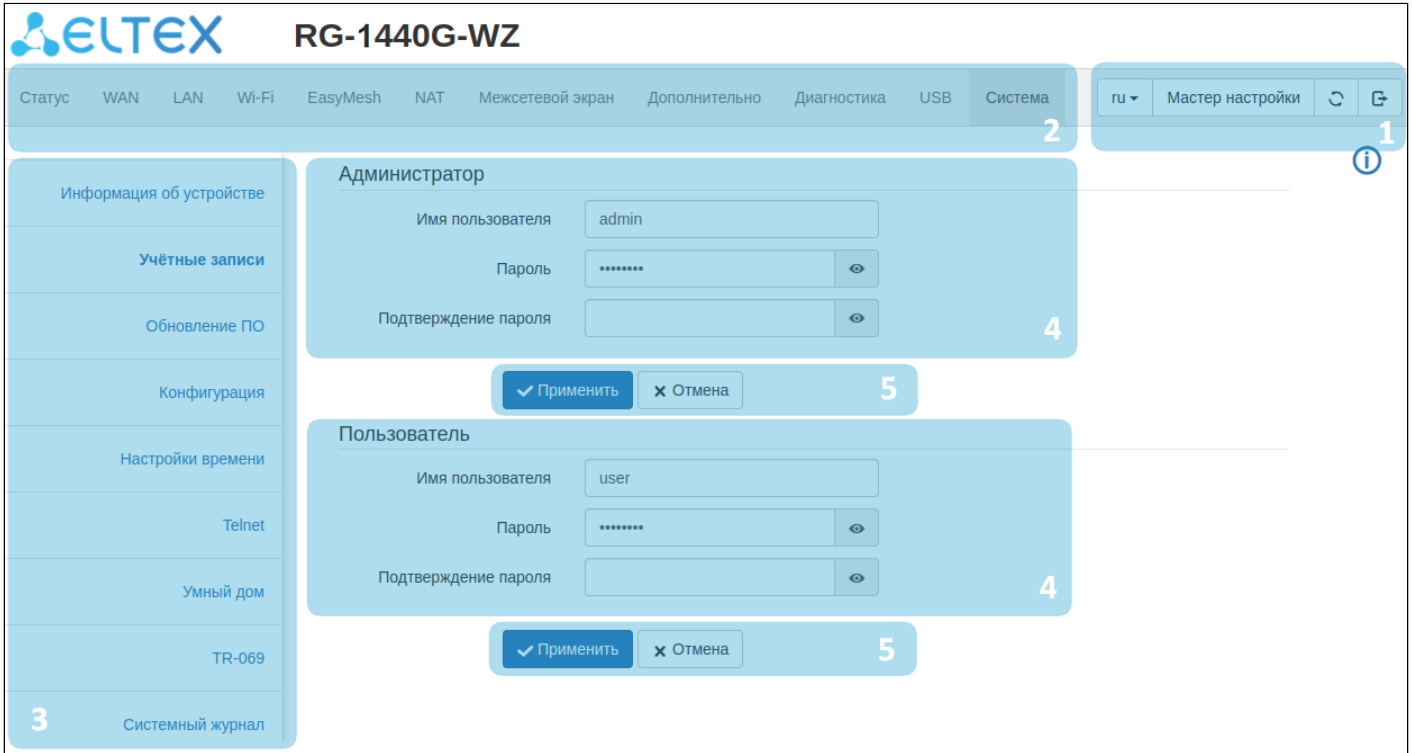 ELTEX RG-1440G-WZ
Статус WAN LAN Wi-Fi EasyMesh NAT Межсетевой экран Дополнительно Диагностика USB Система ru Мастер настройки
2 1
Информация об устройстве
Учётные записи
Обновление ПО
Конфигурация
Настройки времени
Telnet
Умный дом
TR-069
Системный журнал
3
Администратор
Имя пользователя admin
Пароль ••••••••
Подтверждение пароля
4
Применить Отмена 5
Пользователь
Имя пользователя user
Пароль ••••••••
Подтверждение пароля
4
Применить Отмена 5